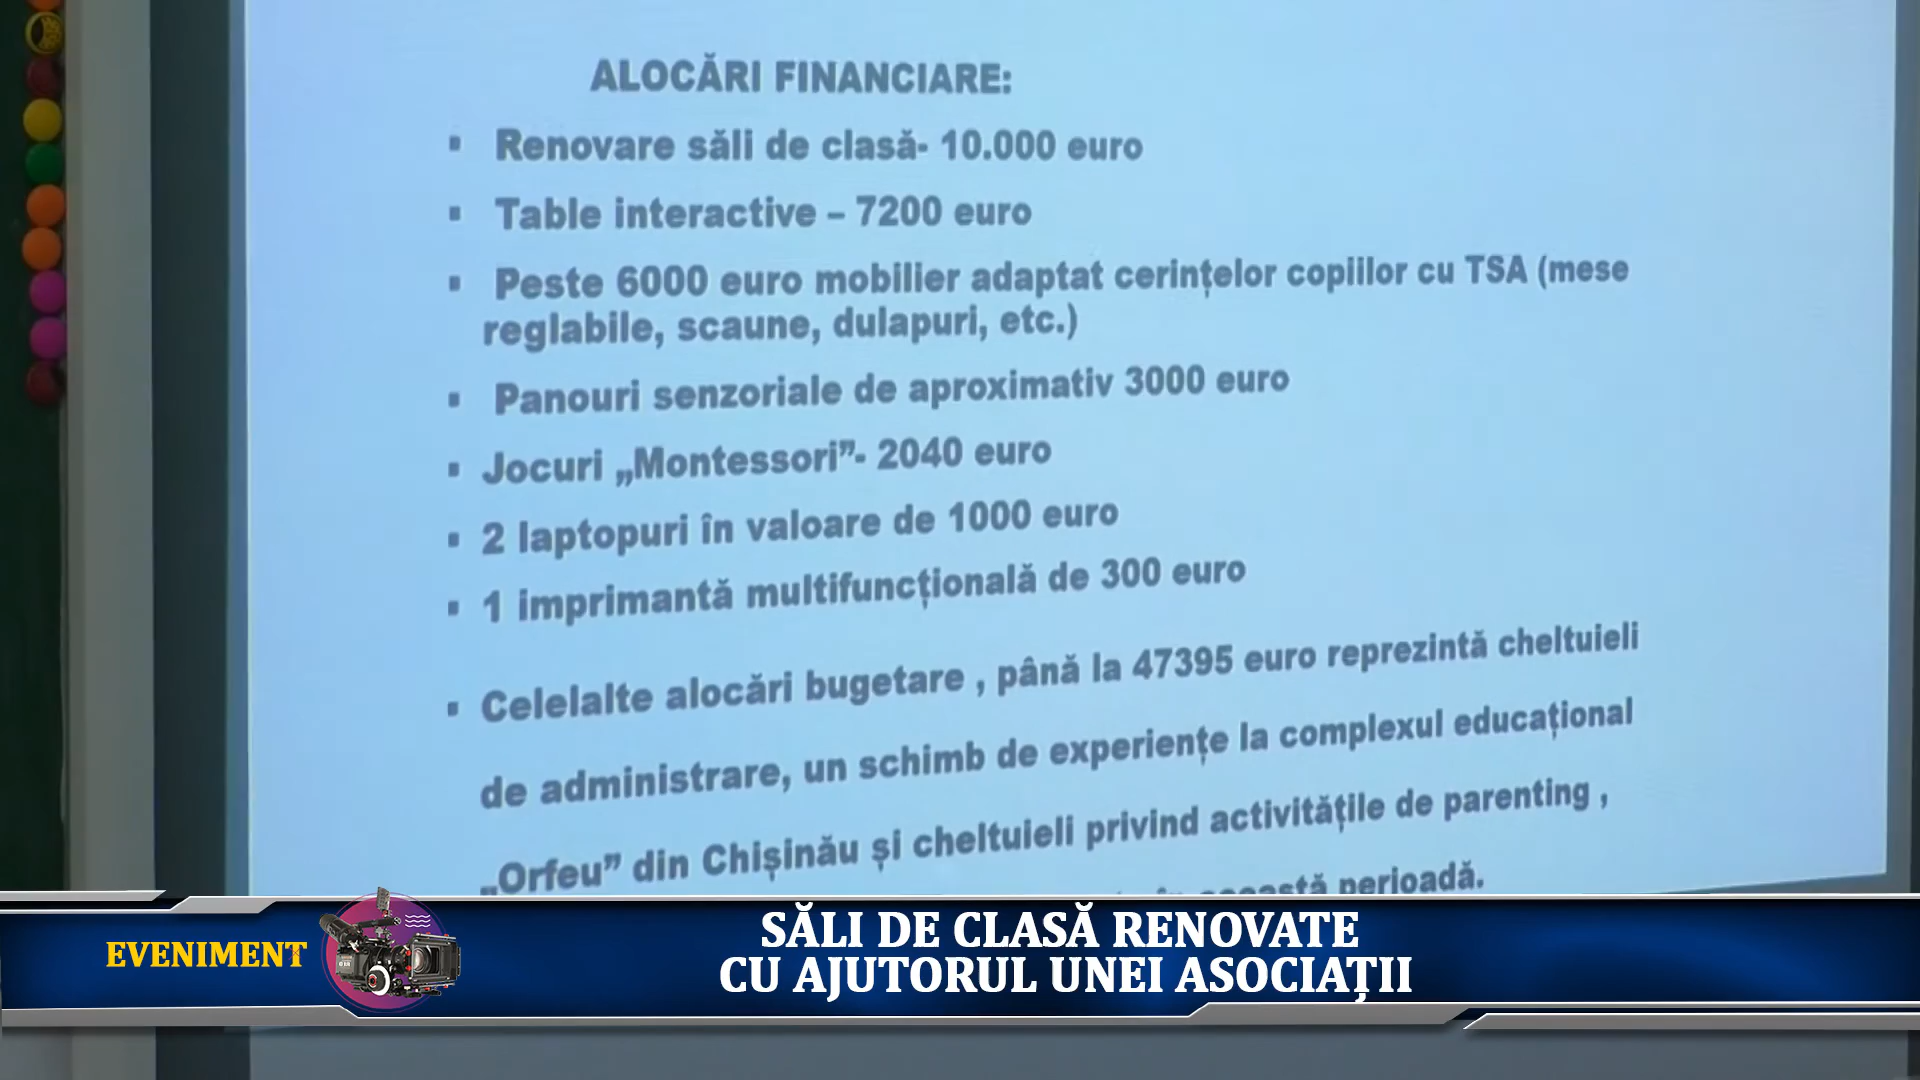 ALOCĂRI FINANCIARE:
▪ Renovare săli de clasă- 10.000 euro
▪ Table interactive – 7200 euro
▪ Peste 6000 euro mobilier adaptat cerințelor copiilor cu TSA (mese
reglabile, scaune, dulapuri, etc.)
▪ Panouri senzoriale de aproximativ 3000 euro
▪ Jocuri „Montessori”- 2040 euro
▪ 2 laptopuri în valoare de 1000 euro
▪ 1 imprimantă multifuncțională de 300 euro
▪ Celelalte alocări bugetare , până la 47395 euro reprezintă cheltuieli
de administrare, un schimb de experiențe la complexul educațional
„Orfeu” din Chișinău și cheltuieli privind activitățile de parenting ,
perioadă.
EVENIMENT
SĂLI DE CLASĂ RENOVATE
CU AJUTORUL UNEI ASOCIAȚII